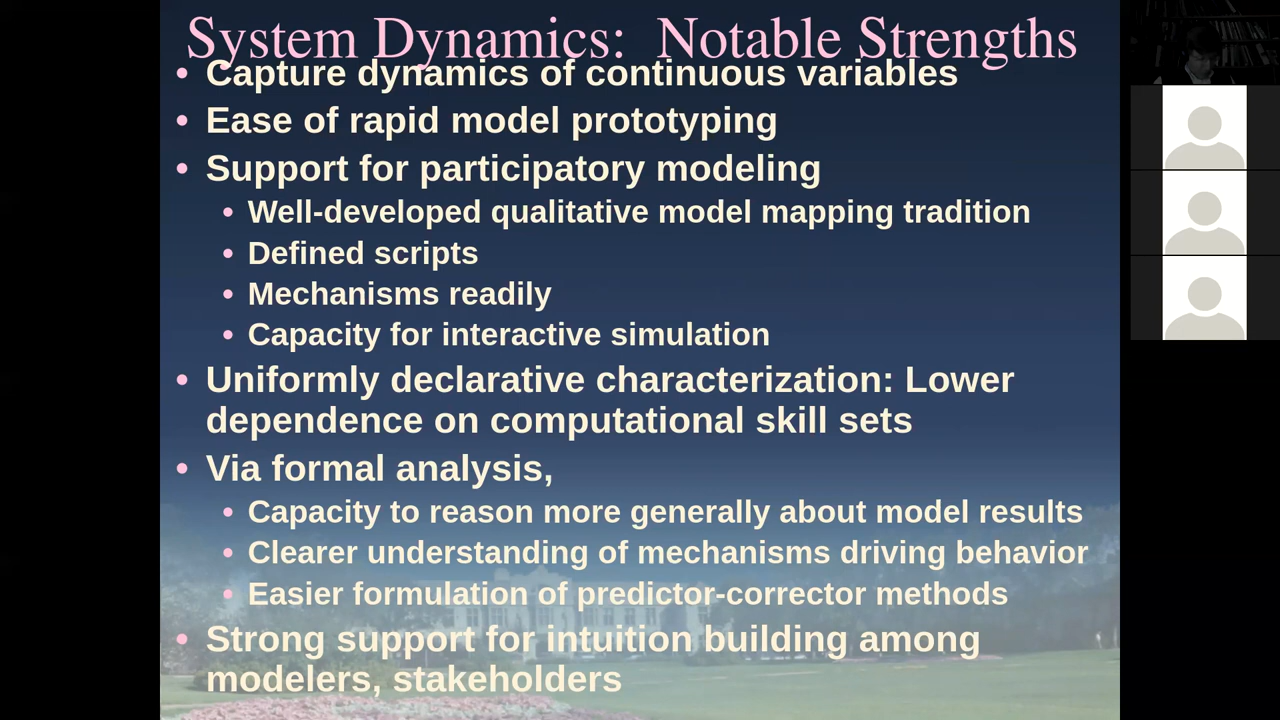 System Dynamics: Notable Strengths
• Capture dynamics of continuous variables
• Ease of rapid model prototyping
• Support for participatory modeling
• Well-developed qualitative model mapping tradition
• Defined scripts
• Mechanisms readily
• Capacity for interactive simulation
• Uniformly declarative characterization: Lower
dependence on computational skill sets
• Via formal analysis,
• Capacity to reason more generally about model results
• Clearer understanding of mechanisms driving behavior
• Easier formulation of predictor-corrector methods
• Strong support for intuition building among
modelers, stakeholders